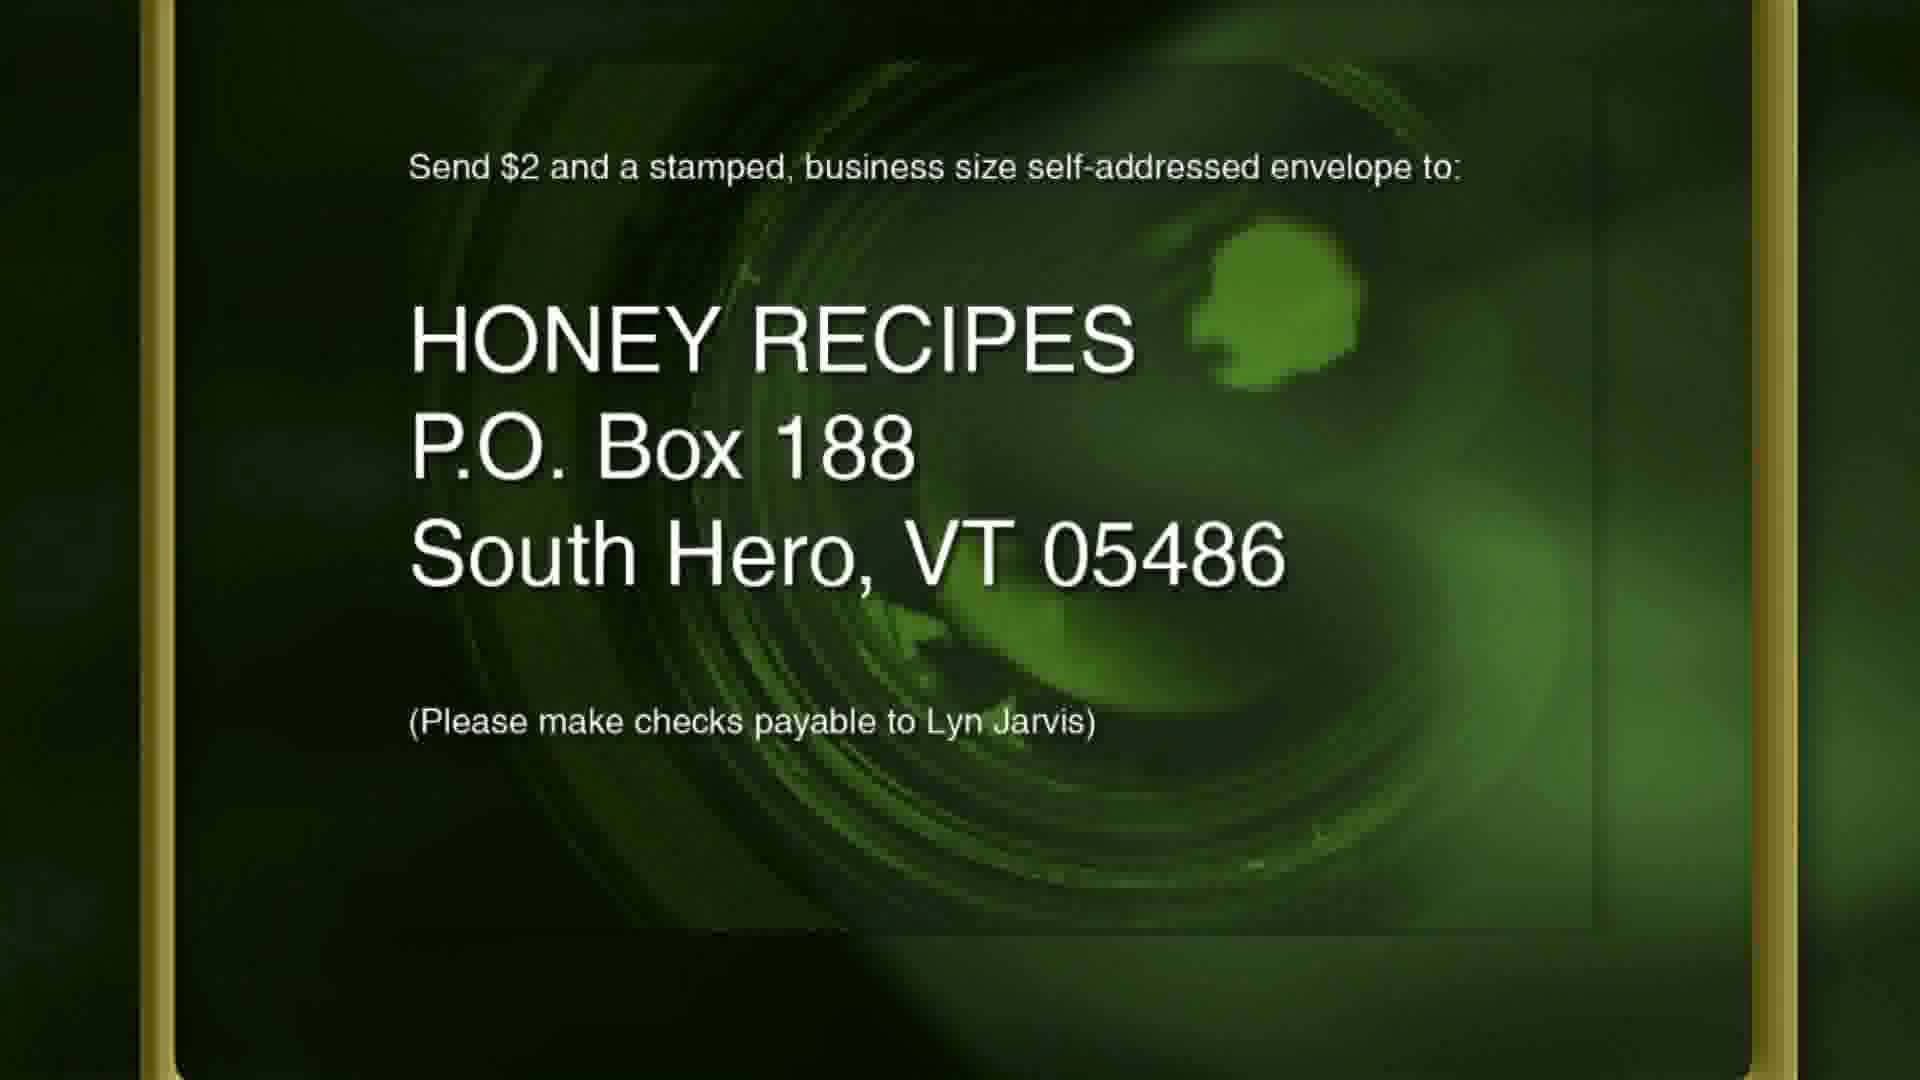 Send $2 and a stamped, business size self-addressed envelope to:
HONEY RECIPES
P.O. Box 188
South Hero, VT 05486
(Please make checks payable to Lyn Jarvis)